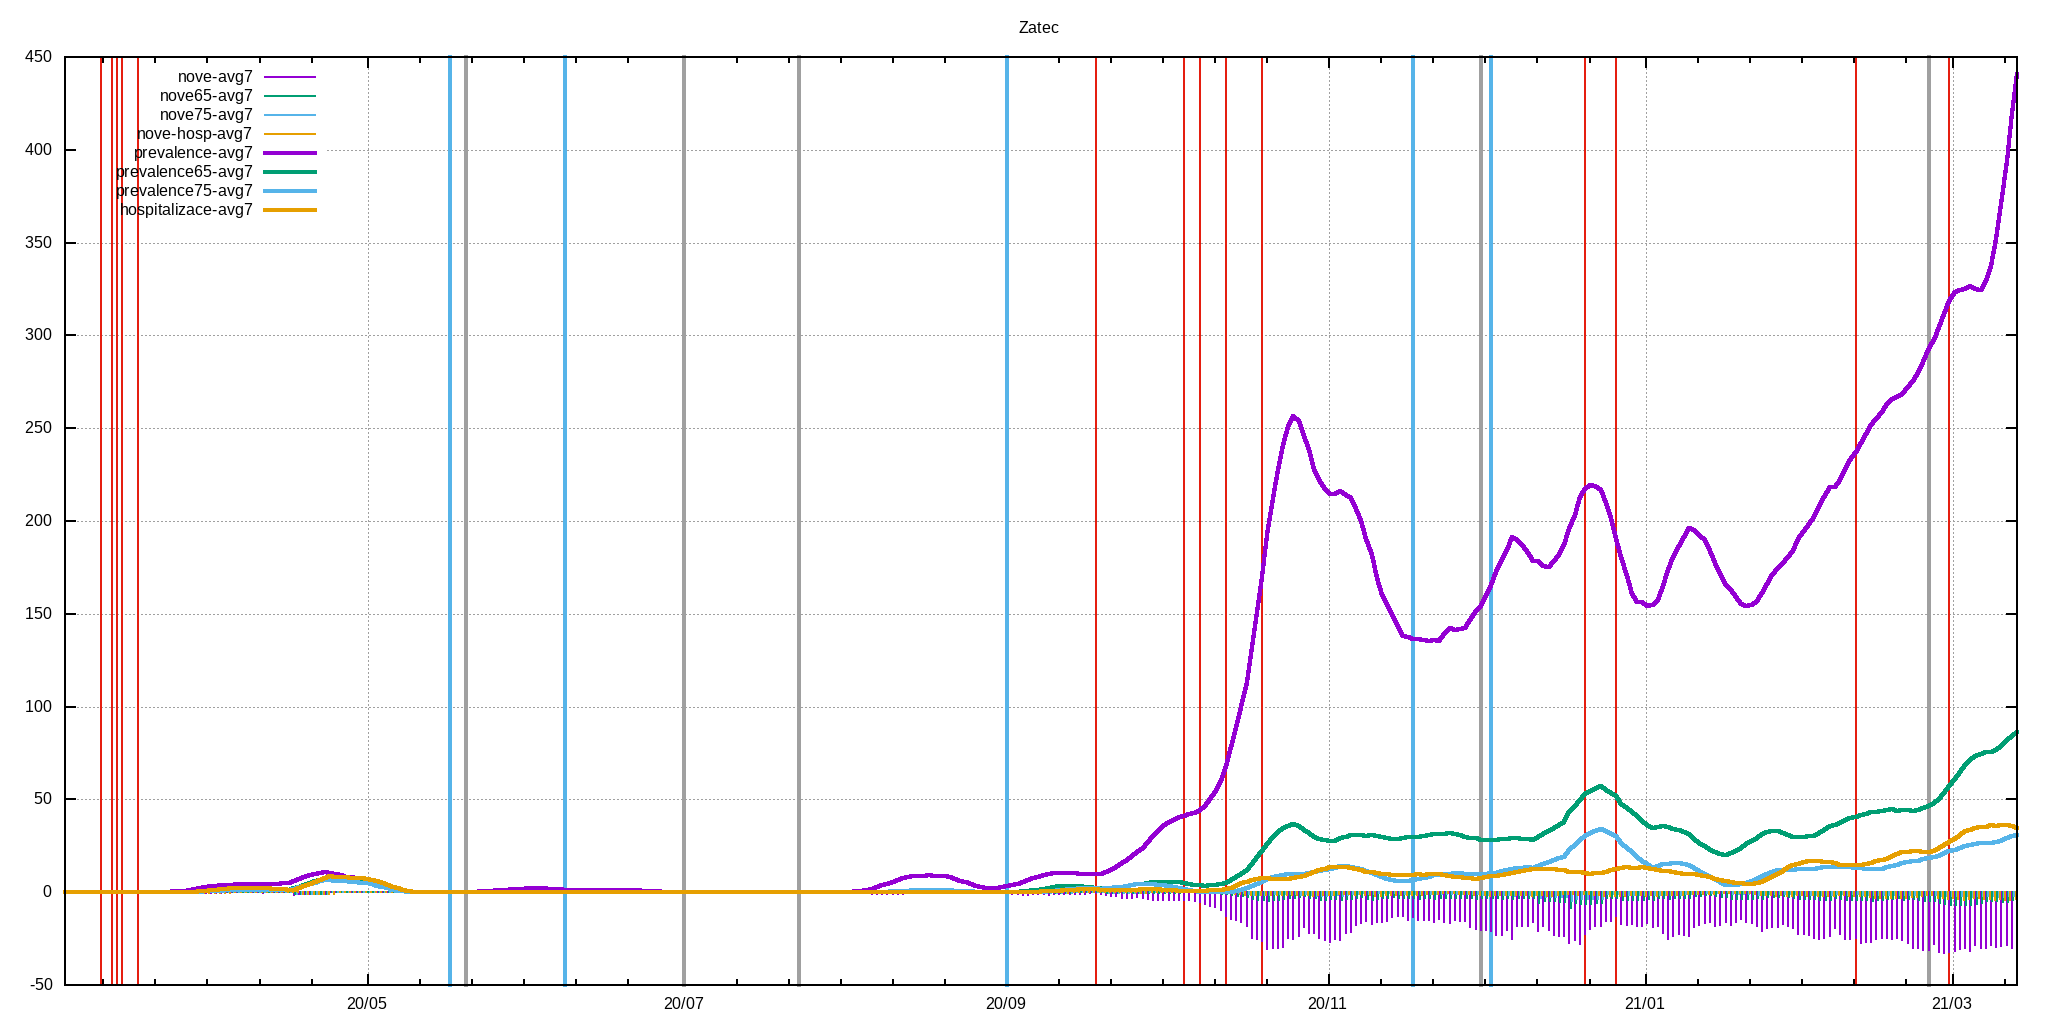 Zatec
450
400
350
300
250
200
150
100
50
0
-50
nove-avg7
nove65-avg7
nove75-avg7
nove-hosp-avg7
prevalence-avg7
prevalence65-avg7
prevalence75-avg7
hospitalizace-avg7
20/05
20/07
20/09
20/11
21/01
21/03